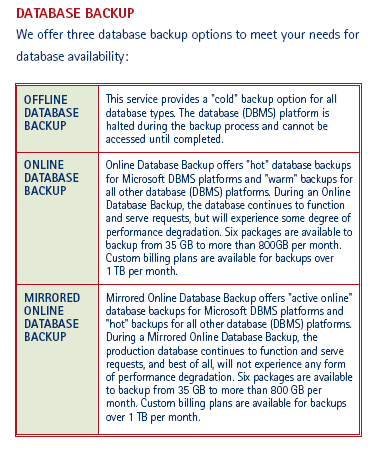 DATABASE BACKUP
We offer three database backup options to meet your needs for
database availability:
OFFLINE
DATABASE
BACKUP
This service provides a "cold" backup option for all
database types. The database (DBMS) platform is
halted during the backup process and cannot be
accessed until completed.
ONLINE
DATABASE
BACKUP
Online Database Backup offers "hot" database backups
for Microsoft DBMS platforms and "warm" backups for
all other database (DBMS) platforms. During an Online
Database Backup, the database continues to function
and serve requests, but will experience some degree of
performance degradation. Six packages are available to
backup from 35 GB to more than 800GB per month.
Custom billing plans are available for backups over
1 TB per month.
MIRRORED
ONLINE
DATABASE
BACKUP
Mirrored Online Database Backup offers "active online"
database backups for Microsoft DBMS platforms and
"hot" backups for all other database (DBMS) platforms.
During a Mirrored Online Database Backup, the
production database continues to function and serve
requests, and best of all, will not experience any form
of performance degradation. Six packages are available
to backup from 35 GB to more than 800 GB per
month. Custom billing plans are available for backups
over 1 TB per month.